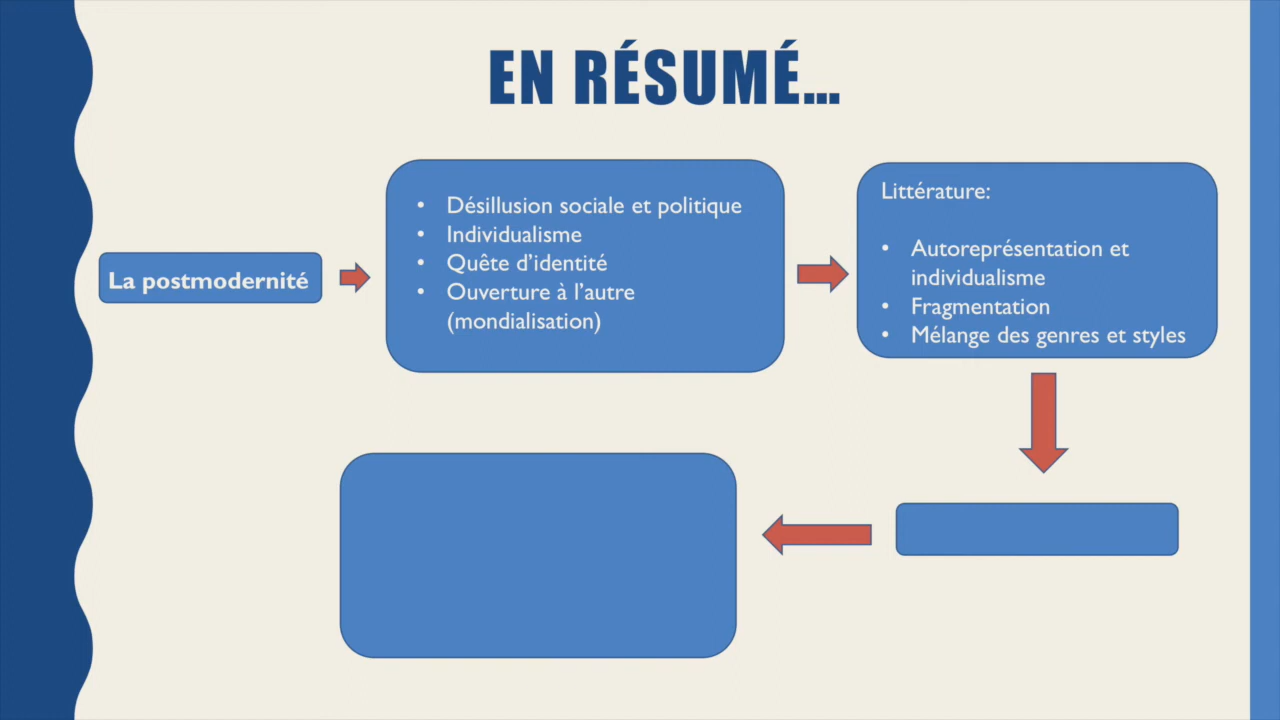 EN RÉSUMÉ...
La postmodernité
• Désillusion sociale et politique
• Individualisme
• Quête d'identité
• Ouverture à l'autre
(mondialisation)
Littérature:
• Autoreprésentation et
individualisme
• Fragmentation
• Mélange des genres et styles